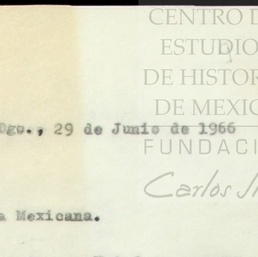 CENTRO D
ESTUDIO
DE HISTOR
DE MEXIC
Dgo., 29 de Junio de 1966
FUNDACI
Carlos
a Mexicana.